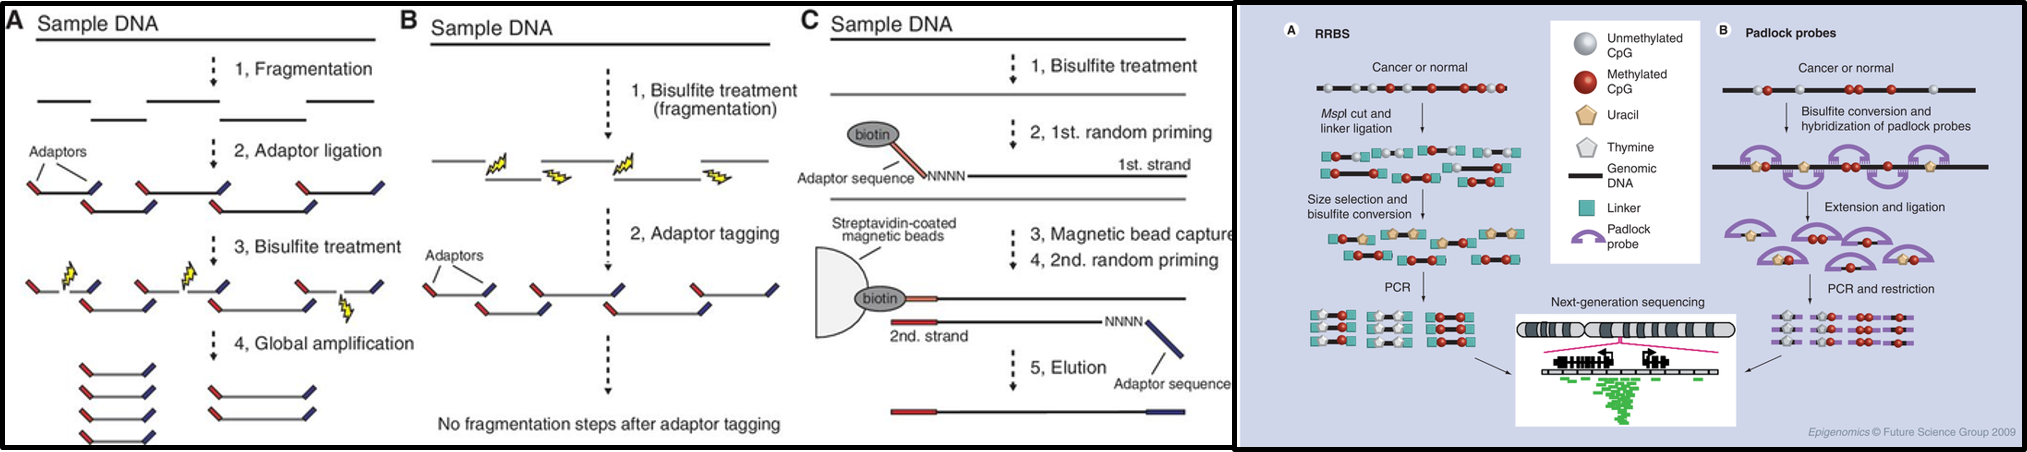 A
Sample DNA
1, Fragmentation
2, Adaptor ligation
Adaptors
3, Bisulfite treatment
4, Global amplification
B
Sample DNA
1, Bisulfite treatment
(fragmentation)
2, Adaptor tagging
Adaptors
No fragmentation steps after adaptor tagging
C
Sample DNA
1, Bisulfite treatment
2, 1st. random priming
biotin
Adaptor sequence
NNNN
1st. strand
Streptavidin-coated
magnetic beads
3, Magnetic bead capture
4, 2nd. random priming
biotin
NNNN
2nd. strand
5, Elution
Adaptor sequence
A RRBS
Cancer or normal
MspI cut and
linker ligation
Size selection and
bisulfite conversion
PCR
Unmethylated
CpG
Methylated
CpG
Uracil
Thymine
Genomic
DNA
Linker
Padlock
probe
Next-generation sequencing
B Padlock probes
Cancer or normal
Bisulfite conversion and
hybridization of padlock probes
Extension and ligation
PCR and restriction
Epigenomics © Future Science Group 2009